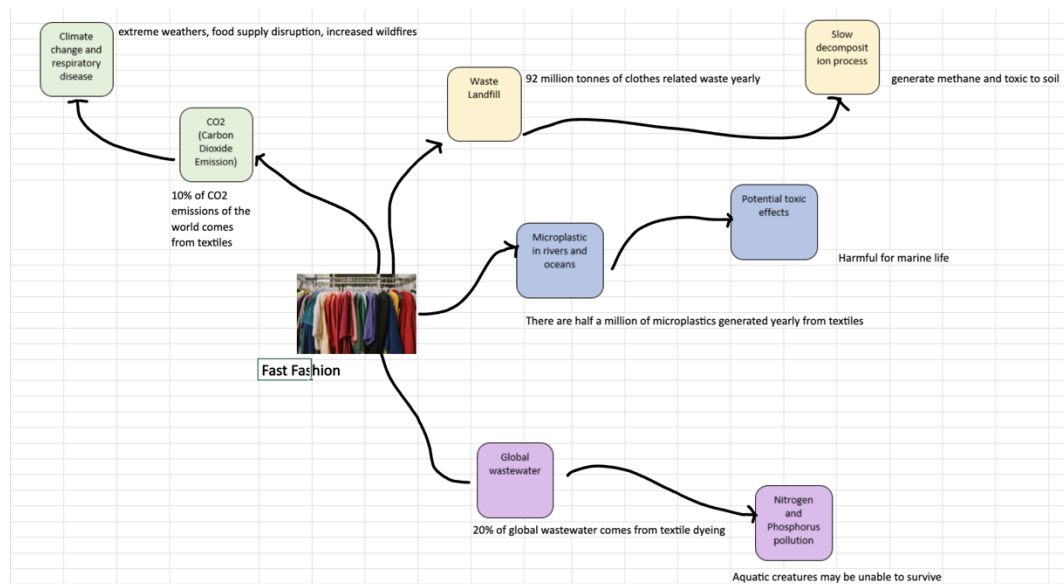 Climate
change and
respiratory
disease
extreme weathers, food supply disruption, increased wildfires
CO2
(Carbon
Dioxide
Emission)
10% of CO2
emissions of the
world comes
from textiles
Waste
Landfill
92 million tonnes of clothes related waste yearly
Slow
decomposit
ion process
generate methane and toxic to soil
Microplastic
in rivers and
oceans
There are half a million of microplastics generated yearly from textiles
Potential toxic
effects
Harmful for marine life
Fast Fashion
Global
wastewater
20% of global wastewater comes from textile dyeing
Nitrogen
and
Phosphorus
pollution
Aquatic creatures may be unable to survive